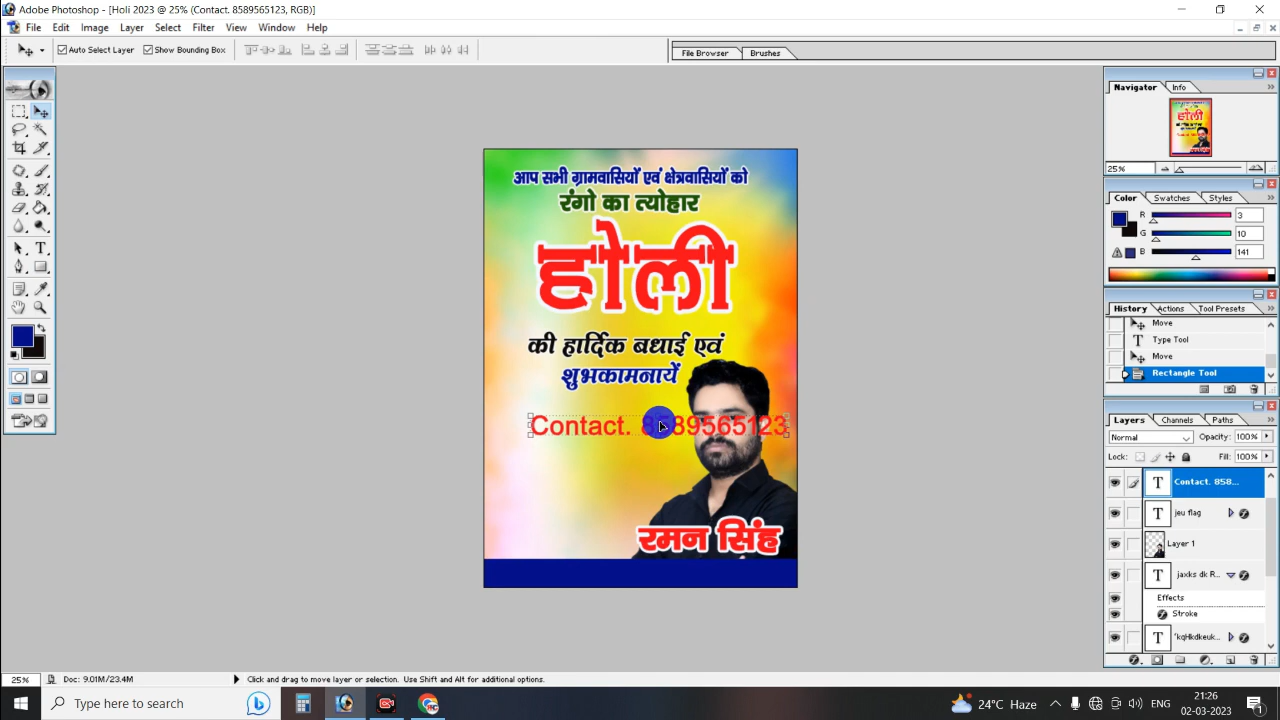 Adobe Photoshop - [Holi 2023 @ 25% (Contact. 8589565123, RGB)]
File Edit Image Layer Select Filter View Window Help
Auto Select Layer Show Bounding Box File Browser Brushes
Navigator Info
25%
Color Swatches Styles
R 3
G 10
B 141
History Actions Tool Presets
Move
Type Tool
Move
Rectangle Tool
Layers Channels Paths
Normal Opacity: 100%
Lock: Fill: 100%
T Contact. 858...
T jeu flag
Layer 1
T jaxks dk R...
Effects
Stroke
T 'kqHkdkeuk...
आप सभी ग्रामवासियों एवं क्षेत्रवासियों को
रंगो का त्योहार
होली
की हार्दिक बधाई एवं
शुभकामनायें
Contact. 8589565123
रमन सिंह
25% Doc: 9.01M/23.4M Click and drag to move layer or selection. Use Shift and Alt for additional options.
Type here to search
24°C Haze ENG 21:26
02-03-2023
1